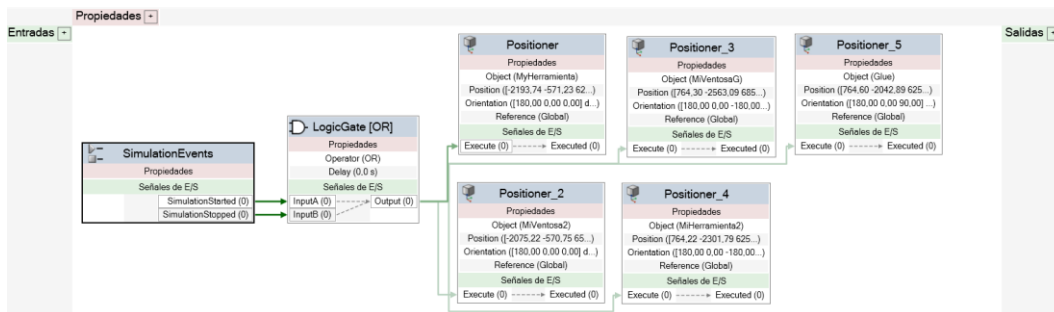 Propiedades +
Entradas +
Salidas +
SimulationEvents
Propiedades
Señales de E/S
SimulationStarted (0)
SimulationStopped (0)
LogicGate [OR]
Propiedades
Operator (OR)
Delay (0,0 s)
Señales de E/S
InputA (0) Output (0)
InputB (0)
Positioner
Propiedades
Object (MyHerramienta)
Position ([-2193,74 -571,23 62...)
Orientation ([180,00 0,00 0,00] d...)
Reference (Global)
Señales de E/S
Execute (0) Executed (0)
Positioner_3
Propiedades
Object (MiVentosaG)
Position ([764,30 -2563,09 685...)
Orientation ([180,00 0,00 -180,00...)
Reference (Global)
Señales de E/S
Execute (0) Executed (0)
Positioner_5
Propiedades
Object (Glue)
Position ([764,60 -2042,89 625...)
Orientation ([180,00 0,00 90,00] ...)
Reference (Global)
Señales de E/S
Execute (0) Executed (0)
Positioner_2
Propiedades
Object (MiVentosa2)
Position ([-2075,22 -570,75 65...)
Orientation ([180,00 0,00 0,00] d...)
Reference (Global)
Señales de E/S
Execute (0) Executed (0)
Positioner_4
Propiedades
Object (MiHerramienta2)
Position ([764,22 -2301,79 625...)
Orientation ([180,00 0,00 -180,00...)
Reference (Global)
Señales de E/S
Execute (0) Executed (0)